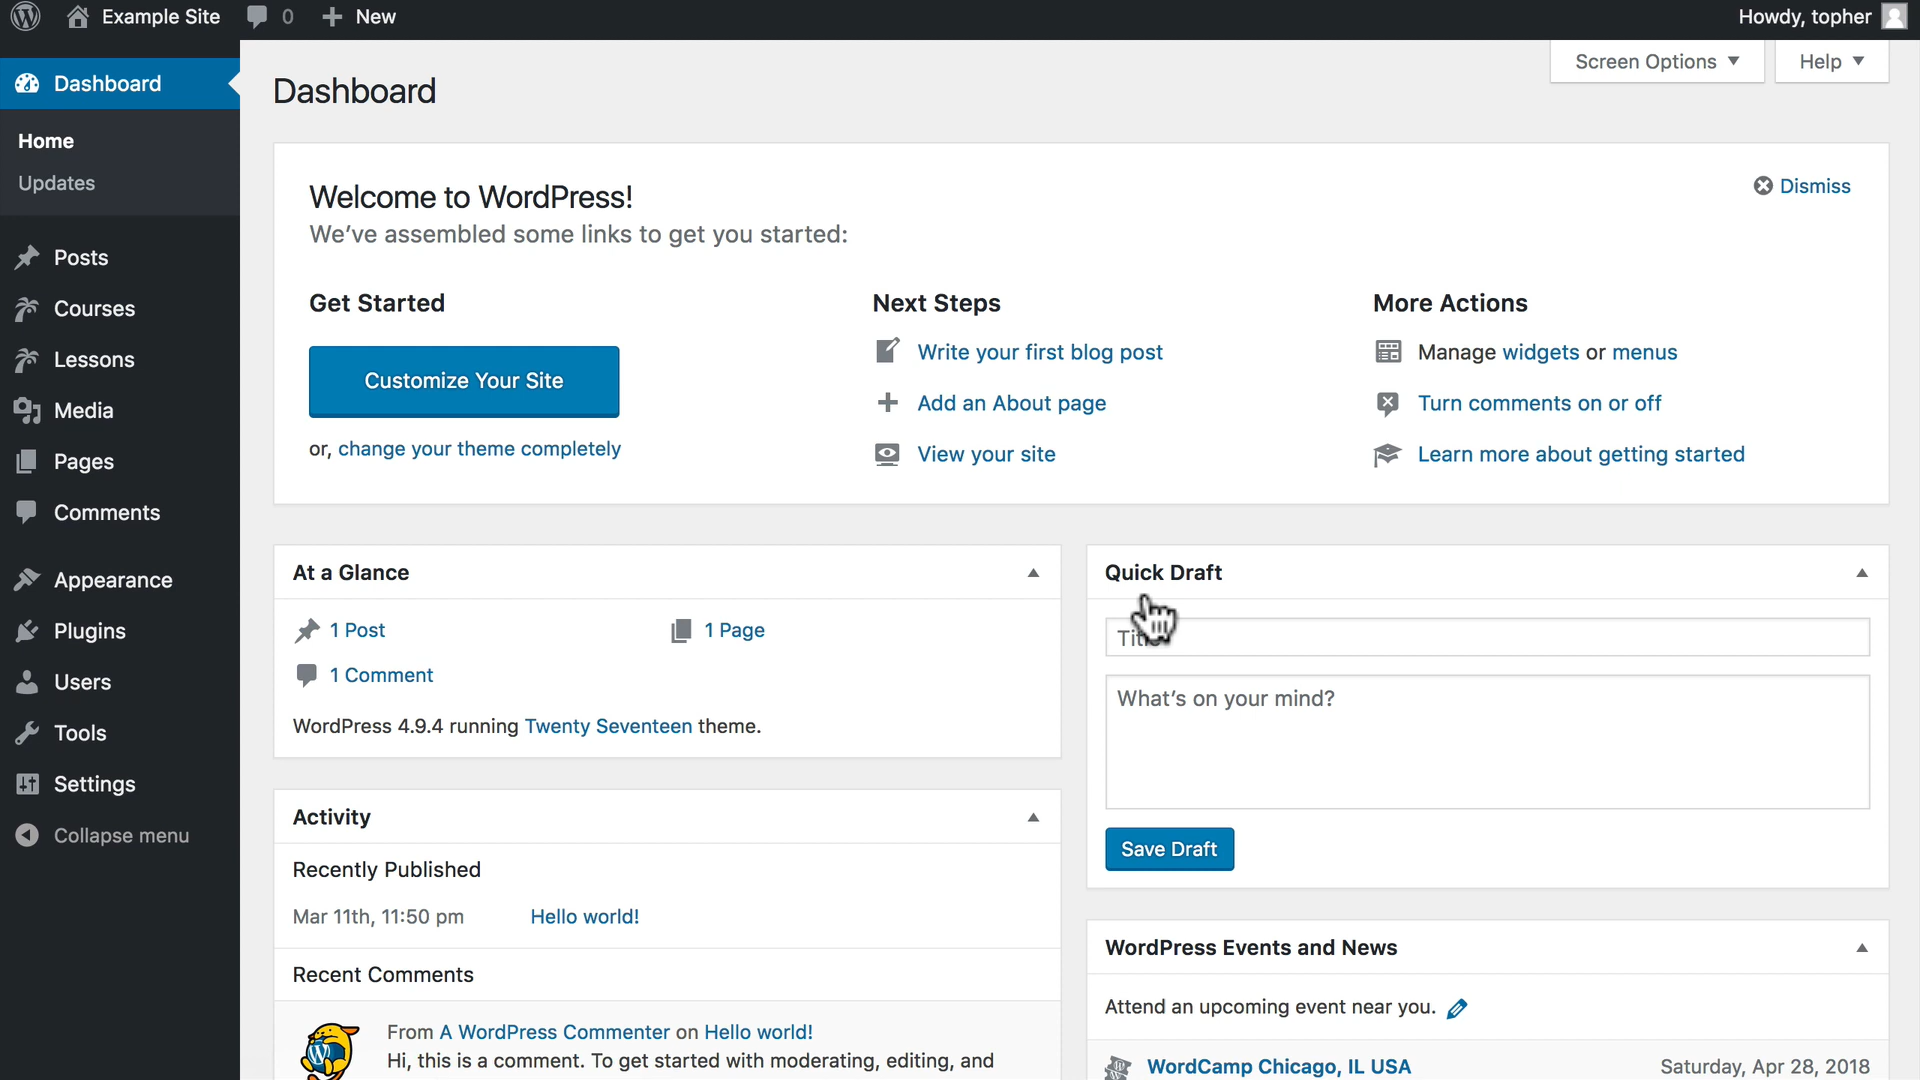 Example Site
0
New
Howdy, topher
Dashboard
Home
Updates
Posts
Courses
Lessons
Media
Pages
Comments
Appearance
Plugins
Users
Tools
Settings
Collapse menu
Screen Options
Help
Dashboard
Welcome to WordPress!
We’ve assembled some links to get you started:
Dismiss
Get Started
Customize Your Site
or, change your theme completely
Next Steps
Write your first blog post
Add an About page
View your site
More Actions
Manage widgets or menus
Turn comments on or off
Learn more about getting started
At a Glance
1 Post
1 Page
1 Comment
WordPress 4.9.4 running Twenty Seventeen theme.
Activity
Recently Published
Mar 11th, 11:50 pm
Hello world!
Recent Comments
From A WordPress Commenter on Hello world!
Hi, this is a comment. To get started with moderating, editing, and
Quick Draft
What’s on your mind?
Save Draft
WordPress Events and News
Attend an upcoming event near you.
WordCamp Chicago, IL USA
Saturday, Apr 28, 2018